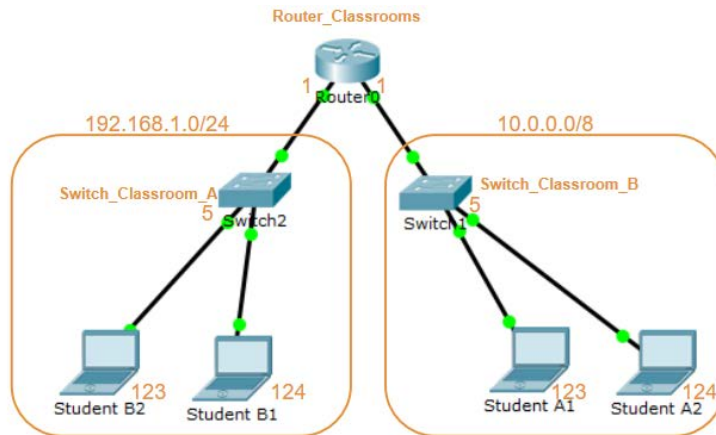 Router_Classrooms
1
1
Router0
192.168.1.0/24
10.0.0.0/8
Switch_Classroom_A
5
Switch2
Switch_Classroom_B
5
Switch1
123
Student B2
124
Student B1
123
Student A1
124
Student A2